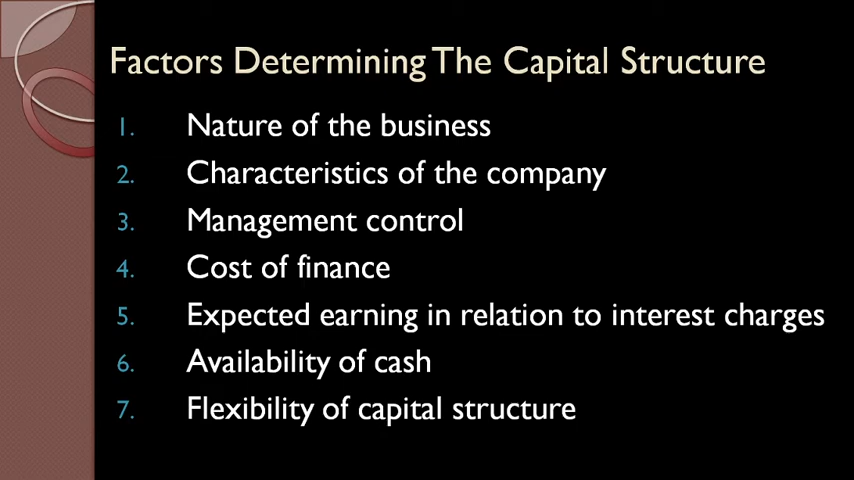 Factors Determining The Capital Structure
1. Nature of the business
2. Characteristics of the company
3. Management control
4. Cost of finance
5. Expected earning in relation to interest charges
6. Availability of cash
7. Flexibility of capital structure